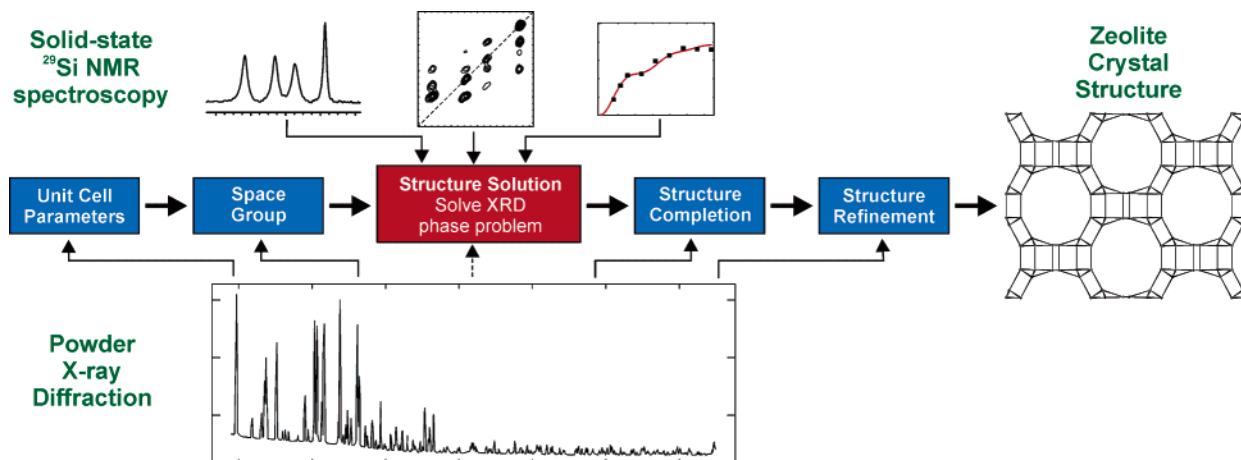 Solid-state
²⁹Si NMR
spectroscopy
Zeolite
Crystal
Structure
Unit Cell
Parameters
Space
Group
Structure Solution
Solve XRD
phase problem
Structure
Completion
Structure
Refinement
Powder
X-ray
Diffraction